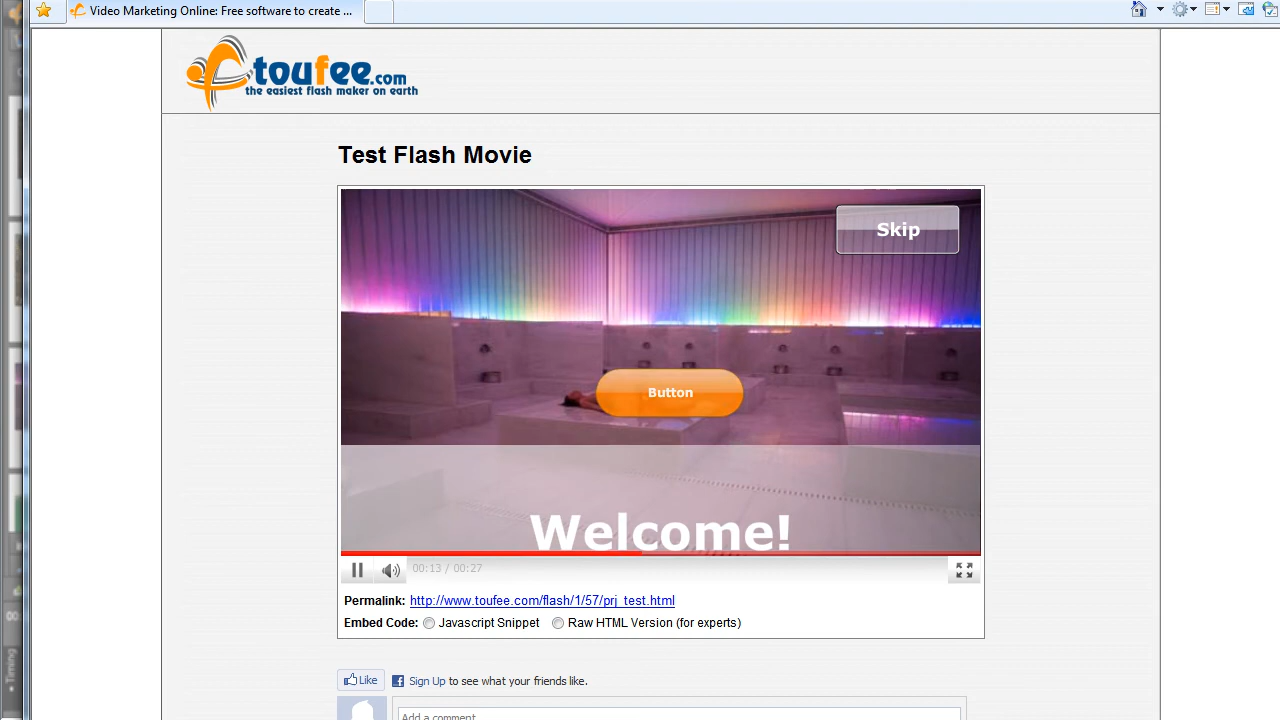 Video Marketing Online: Free software to create ...
toufee.com
the easiest flash maker on earth
Test Flash Movie
Skip
Button
Welcome!
00:13 / 00:27
Permalink: http://www.toufee.com/flash/1/57/prj_test.html
Embed Code: Javascript Snippet Raw HTML Version (for experts)
Like Sign Up to see what your friends like.
Add a comment
Timing